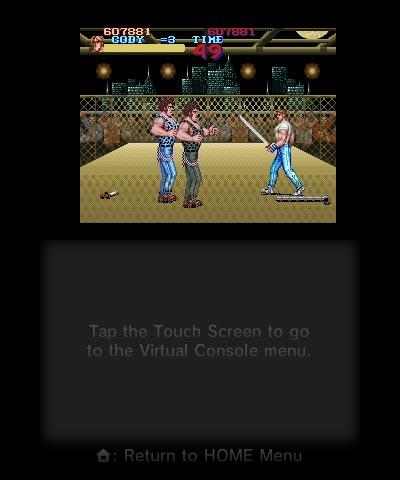 607881 607881
CODY =3 TIME
49
Tap the Touch Screen to go
to the Virtual Console menu.
: Return to HOME Menu